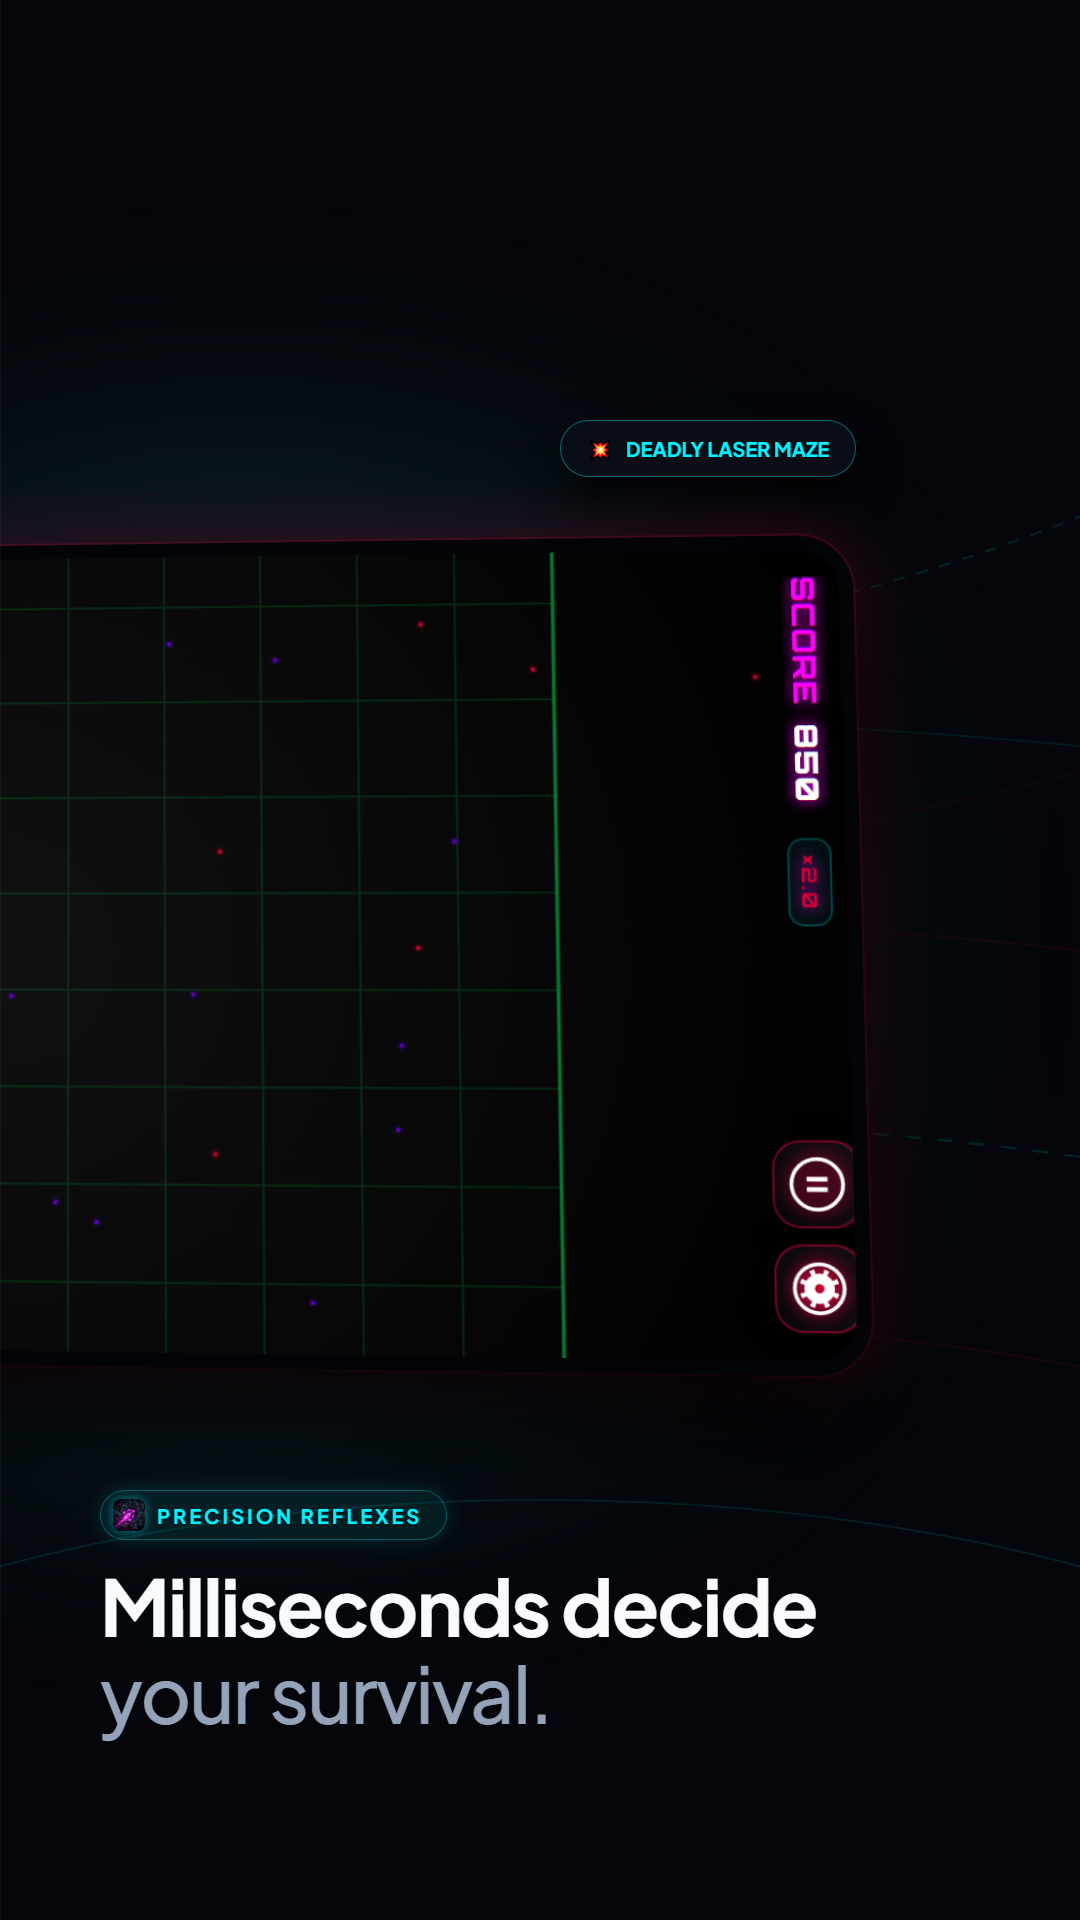 DEADLY LASER MAZE
SCORE 850
x2.0
PRECISION REFLEXES
Milliseconds decide
your survival.